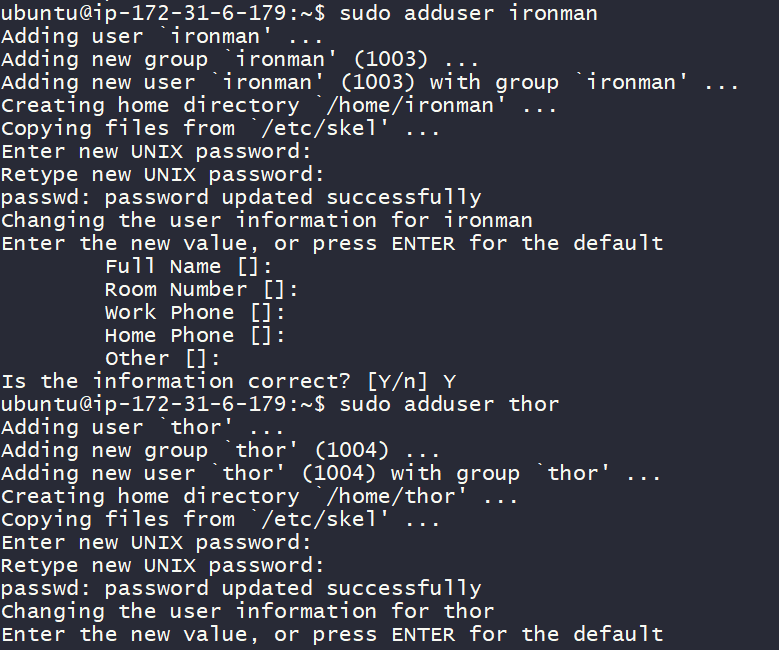 ubuntu@ip-172-31-6-179:~$ sudo adduser ironman
Adding user `ironman' ...
Adding new group `ironman' (1003) ...
Adding new user `ironman' (1003) with group `ironman' ...
Creating home directory `/home/ironman' ...
Copying files from `/etc/skel' ...
Enter new UNIX password:
Retype new UNIX password:
passwd: password updated successfully
Changing the user information for ironman
Enter the new value, or press ENTER for the default
        Full Name []:
        Room Number []:
        Work Phone []:
        Home Phone []:
        Other []:
Is the information correct? [Y/n] Y
ubuntu@ip-172-31-6-179:~$ sudo adduser thor
Adding user `thor' ...
Adding new group `thor' (1004) ...
Adding new user `thor' (1004) with group `thor' ...
Creating home directory `/home/thor' ...
Copying files from `/etc/skel' ...
Enter new UNIX password:
Retype new UNIX password:
passwd: password updated successfully
Changing the user information for thor
Enter the new value, or press ENTER for the default